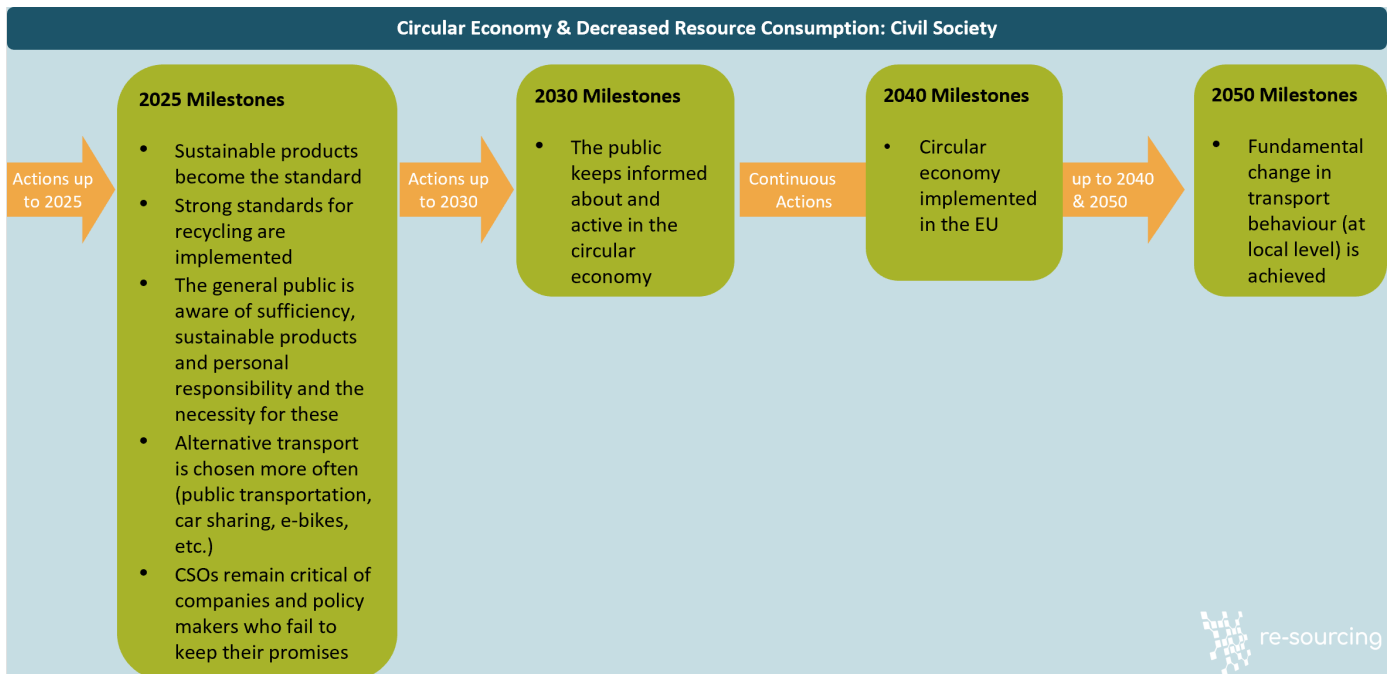 Circular Economy & Decreased Resource Consumption: Civil Society
Actions up
to 2025
2025 Milestones
• Sustainable products
become the standard
• Strong standards for
recycling are
implemented
• The general public is
aware of sufficiency,
sustainable products
and personal
responsibility and the
necessity for these
• Alternative transport
is chosen more often
(public transportation,
car sharing, e-bikes,
etc.)
• CSOs remain critical of
companies and policy
makers who fail to
keep their promises
Actions up
to 2030
2030 Milestones
• The public
keeps informed
about and
active in the
circular
economy
Continuous
Actions
2040 Milestones
• Circular
economy
implemented
in the EU
up to 2040
& 2050
2050 Milestones
• Fundamental
change in
transport
behaviour (at
local level) is
achieved
re-sourcing